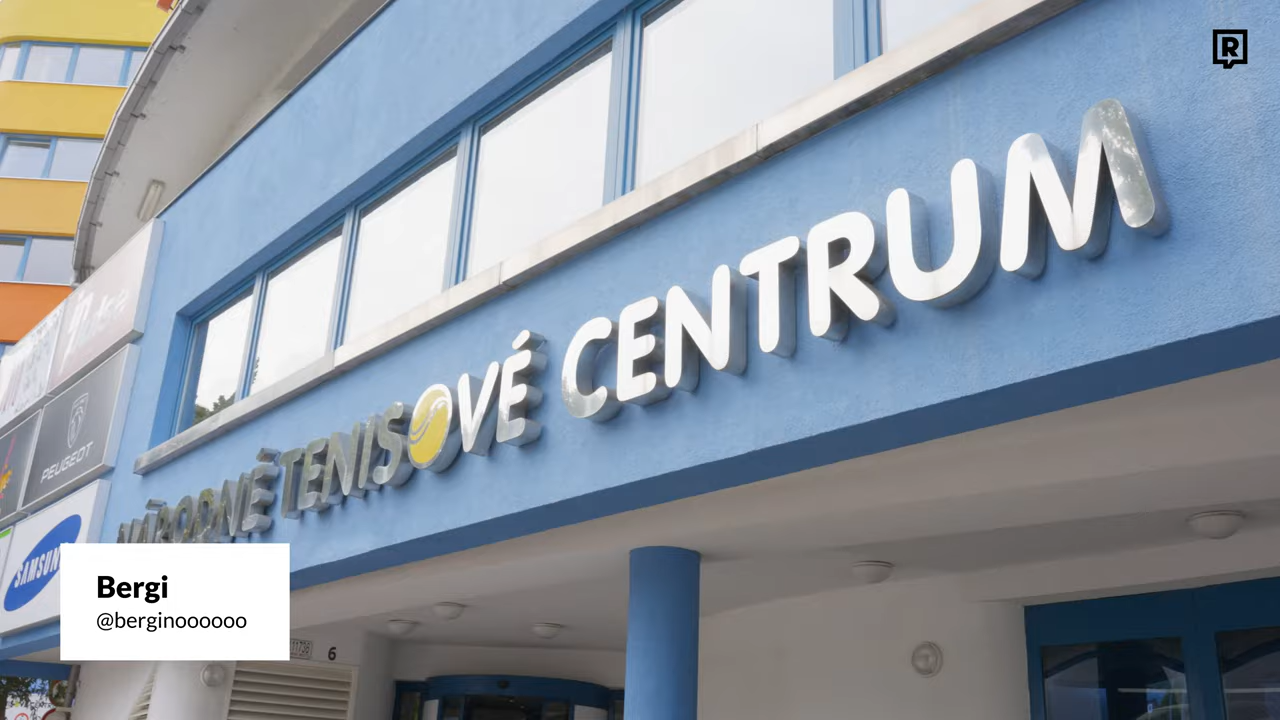 R
NÁRODNÉ TENISOVÉ CENTRUM
PEUGEOT
SAMSUNG
Bergi
@berginoooooo
6